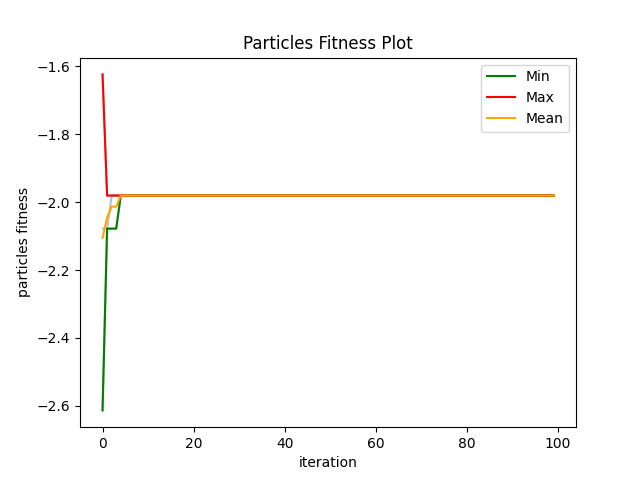 Particles Fitness Plot
Min
Max
Mean
−1.6
−1.8
−2.0
−2.2
−2.4
−2.6
particles fitness
0 20 40 60 80 100
iteration